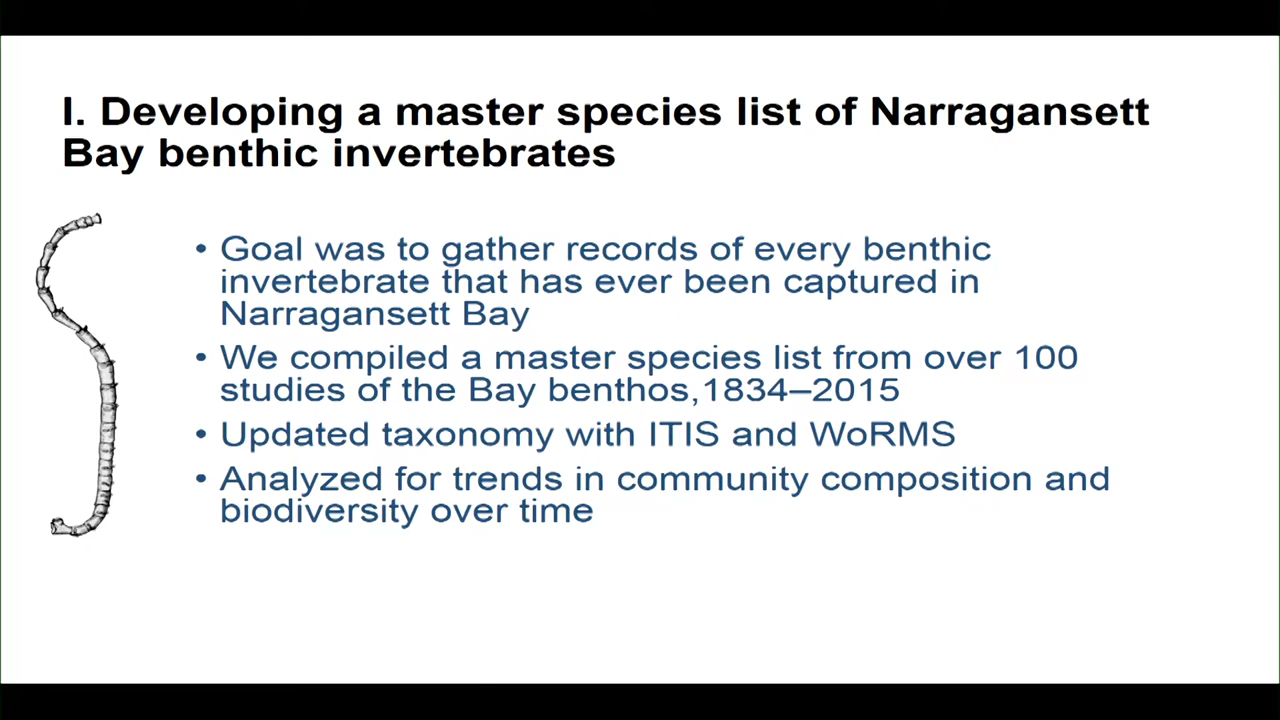 I. Developing a master species list of Narragansett
Bay benthic invertebrates
• Goal was to gather records of every benthic
invertebrate that has ever been captured in
Narragansett Bay
• We compiled a master species list from over 100
studies of the Bay benthos,1834–2015
• Updated taxonomy with ITIS and WoRMS
• Analyzed for trends in community composition and
biodiversity over time